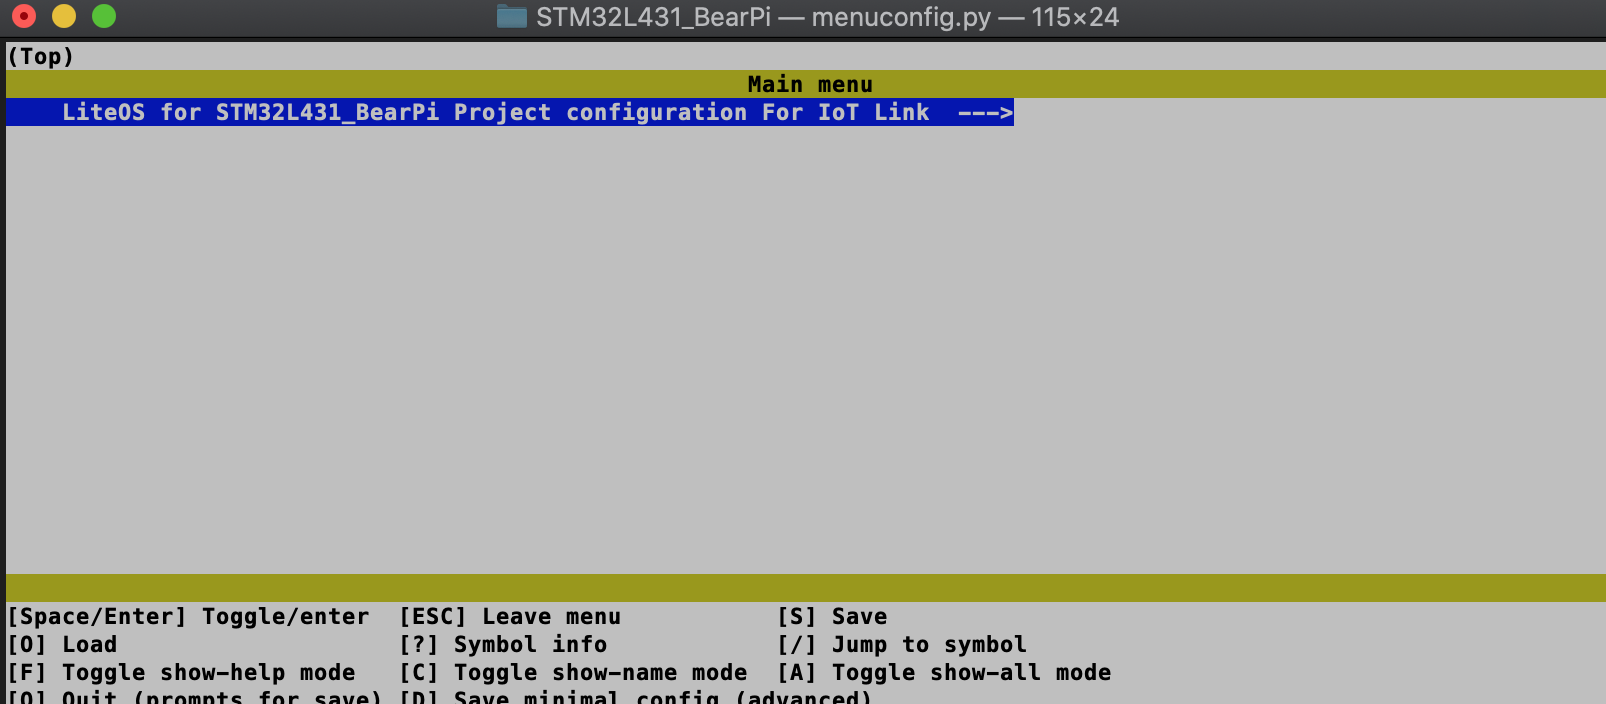 STM32L431_BearPi — menuconfig.py — 115×24
(Top)
Main menu
LiteOS for STM32L431_BearPi Project configuration For IoT Link --->
[Space/Enter] Toggle/enter [ESC] Leave menu [S] Save
[O] Load [?] Symbol info [/] Jump to symbol
[F] Toggle show-help mode [C] Toggle show-name mode [A] Toggle show-all mode
[Q] Quit (prompts for save) [D] Save minimal config (advanced)